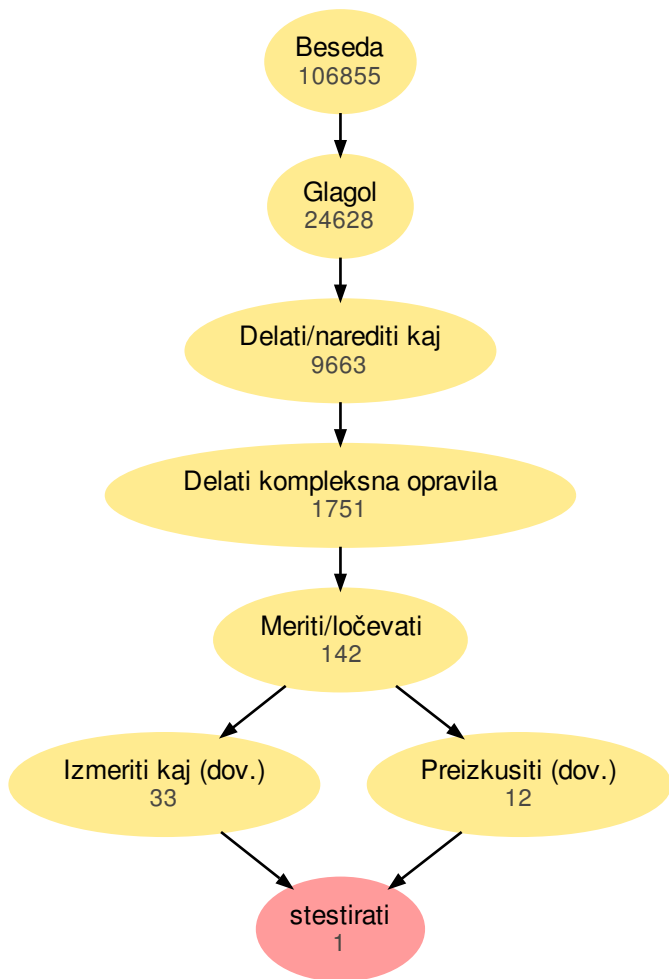 Beseda
106855
Glagol
24628
Delati/narediti kaj
9663
Delati kompleksna opravila
1751
Meriti/ločevati
142
Izmeriti kaj (dov.)
33
Preizkusiti (dov.)
12
stestirati
1